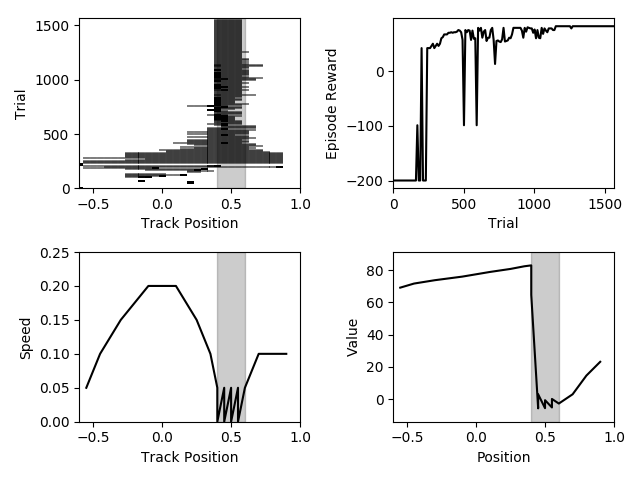 1500
1000
500
0
Trial
−0.5 0.0 0.5 1.0
Track Position
0
−100
−200
Episode Reward
0 500 1000 1500
Trial
0.25
0.20
0.15
0.10
0.05
0.00
Speed
−0.5 0.0 0.5 1.0
Track Position
80
60
40
20
0
Value
−0.5 0.0 0.5 1.0
Position